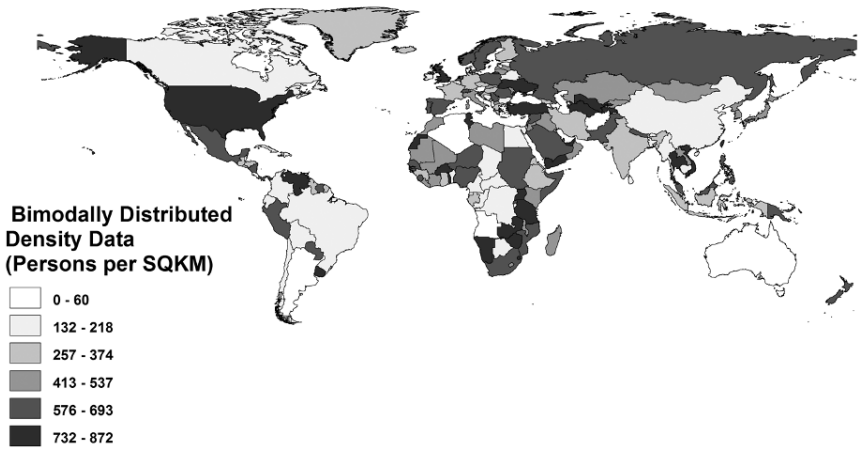 Bimodally Distributed
Density Data
(Persons per SQKM)
0 - 60
132 - 218
257 - 374
413 - 537
576 - 693
732 - 872